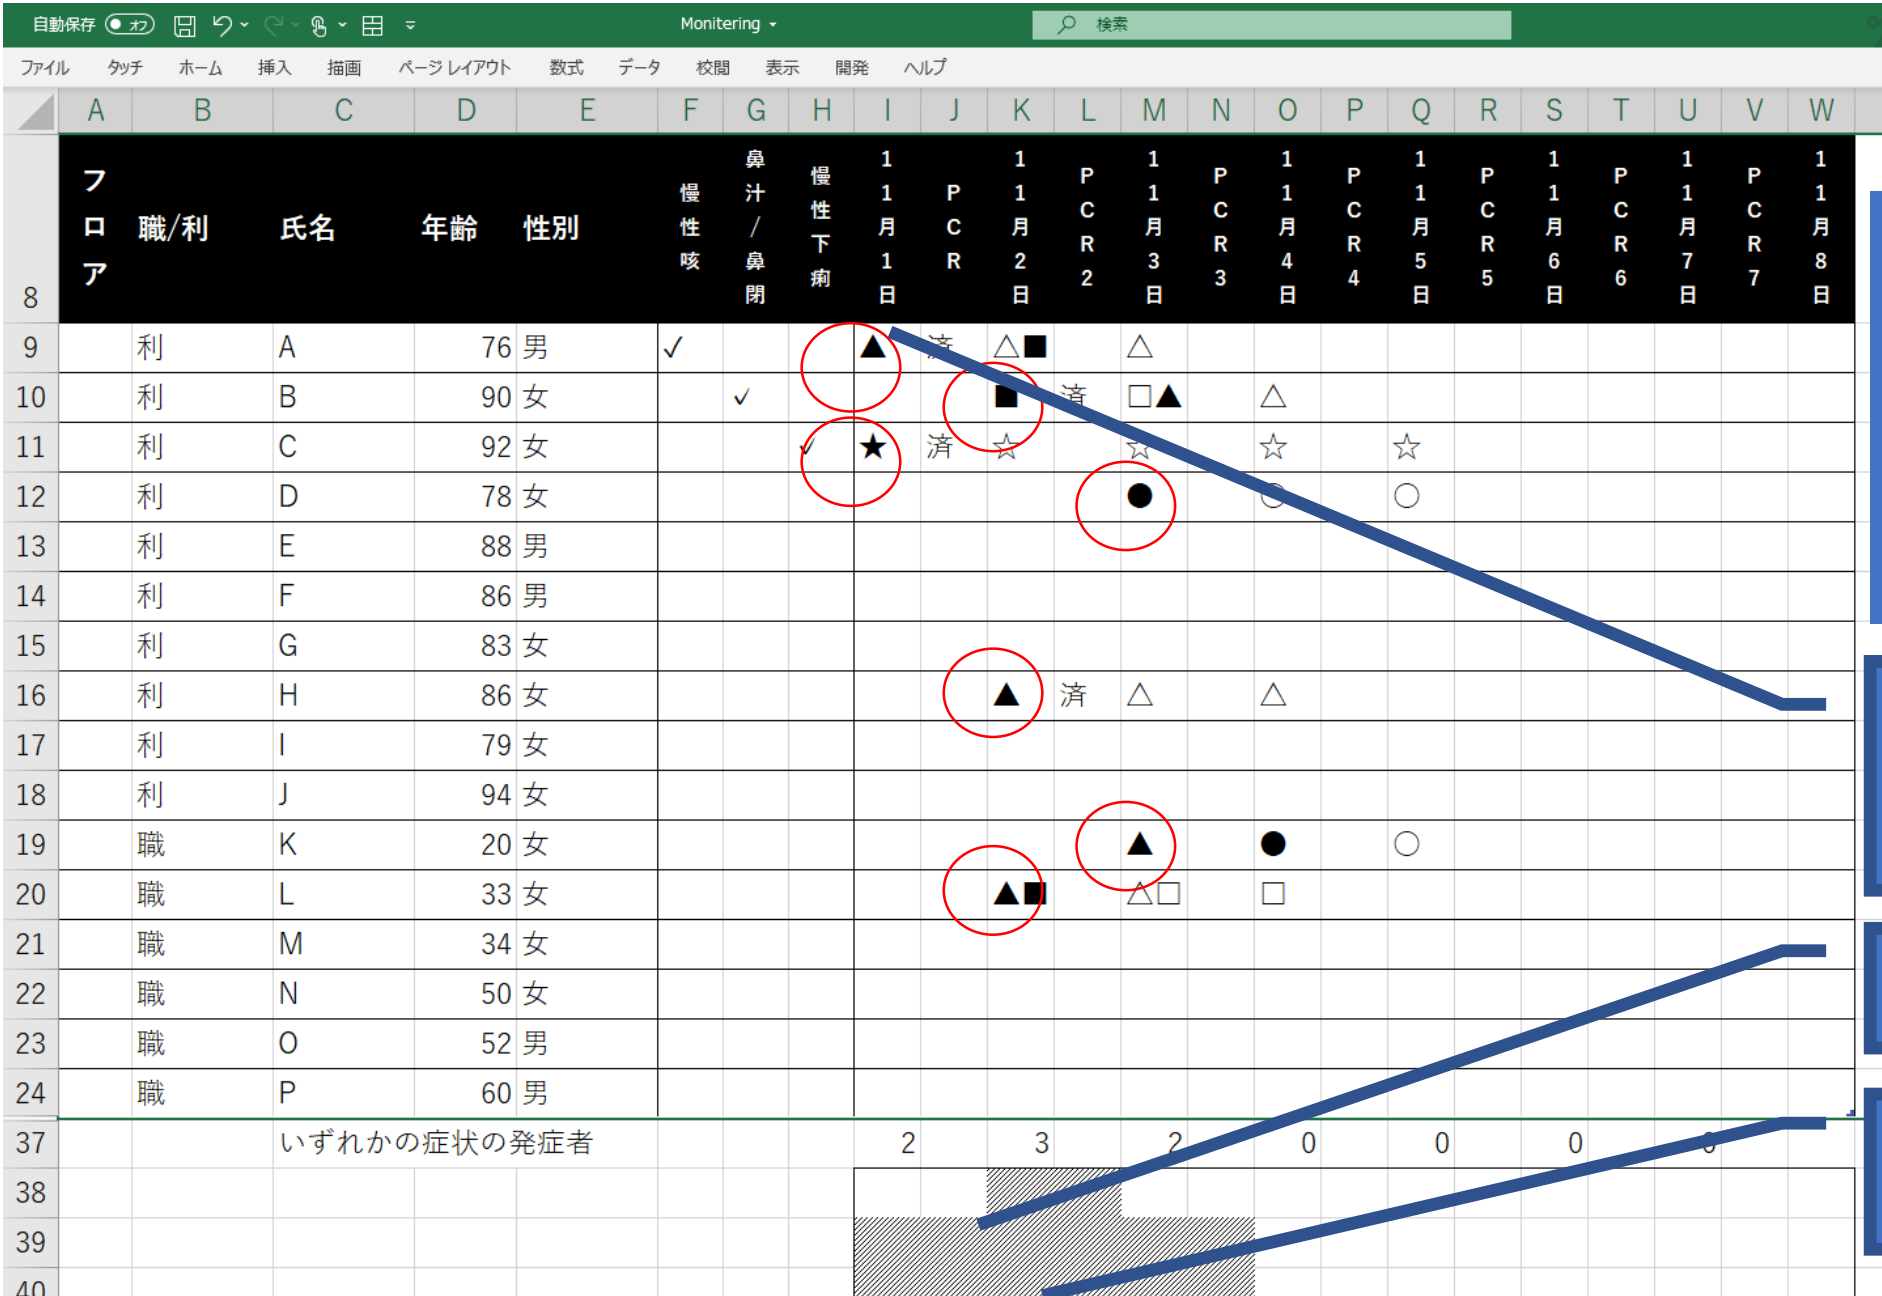 自動保存 オフ Monitering 検索
ファイル タッチ ホーム 挿入 描画 ページ レイアウト 数式 データ 校閲 表示 開発 ヘルプ
A B C D E F G H I J K L M N O P Q R S T U V W
8 フロア 職/利 氏名 年齢 性別 慢性咳 鼻汁/鼻閉 慢性下痢 11月1日 PCR 11月2日 PCR2 11月3日 PCR3 11月4日 PCR4 11月5日 PCR5 11月6日 PCR6 11月7日 PCR7 11月8日
9 利 A 76 男 ✓ ▲ 済 △■ △
10 利 B 90 女 ✓ ■ 済 □▲ △
11 利 C 92 女 ✓ ★ 済 ☆ ☆ ☆ ☆
12 利 D 78 女 ● ○ ○
13 利 E 88 男
14 利 F 86 男
15 利 G 83 女
16 利 H 86 女 ▲ 済 △ △
17 利 I 79 女
18 利 J 94 女
19 職 K 20 女 ▲ ● ○
20 職 L 33 女 ▲■ △□ □
21 職 M 34 女
22 職 N 50 女
23 職 O 52 男
24 職 P 60 男
37 いずれかの症状の発症者 2 3 2 0 0 0 0
38
39
40